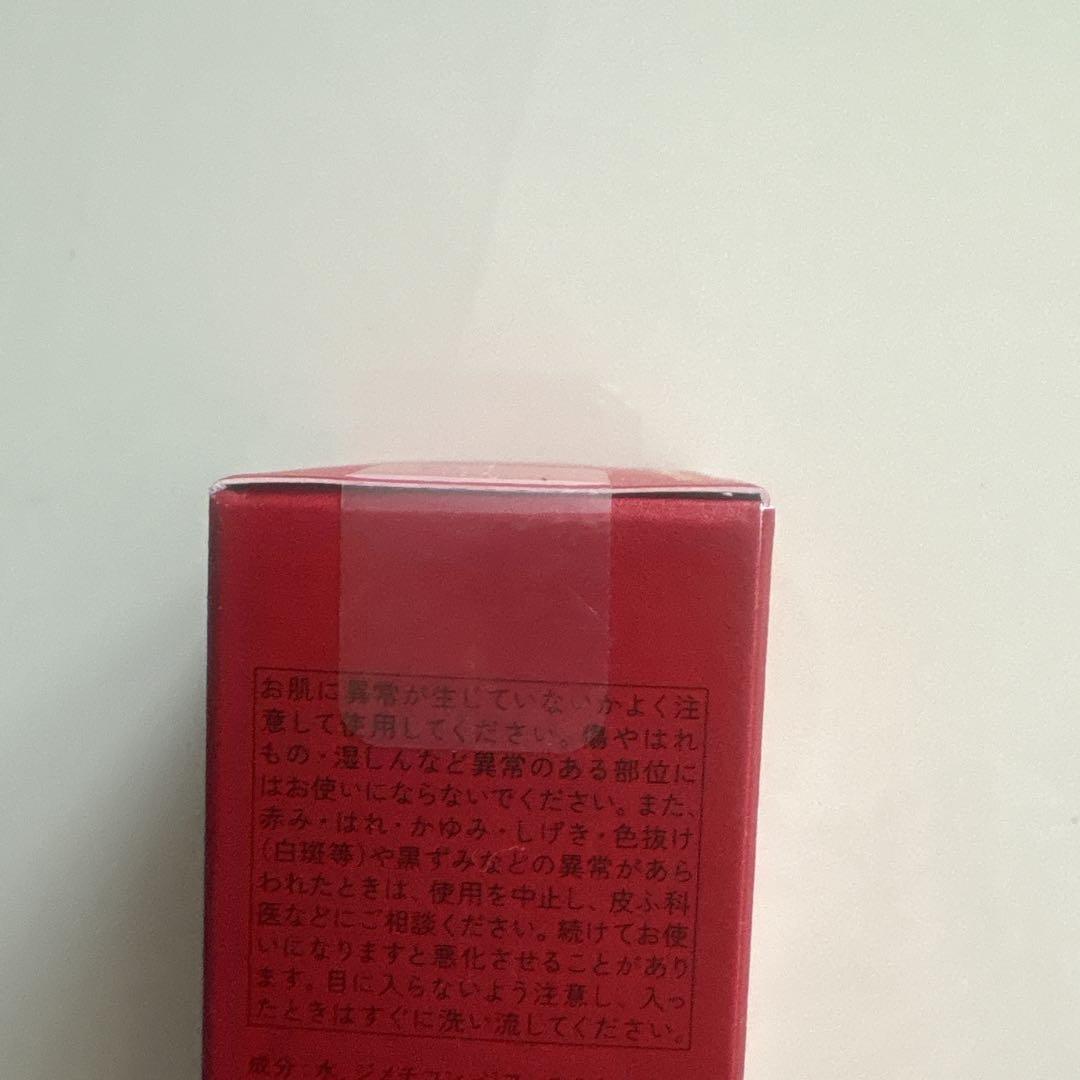 お肌に異常が生じていないかよく注
意して使用してください。傷やはれ
もの・湿しんなど異常のある部位に
はお使いにならないでください。また、
赤み・はれ・かゆみ・しげき・色抜け
(白斑等)や黒ずみなどの異常があら
われたときは、使用を中止し、皮ふ科
医などにご相談ください。続けてお使
いになりますと悪化させることがあり
ます。目に入らないよう注意し、入っ
たときはすぐに洗い流してください。
成分:水、ジメチコン、